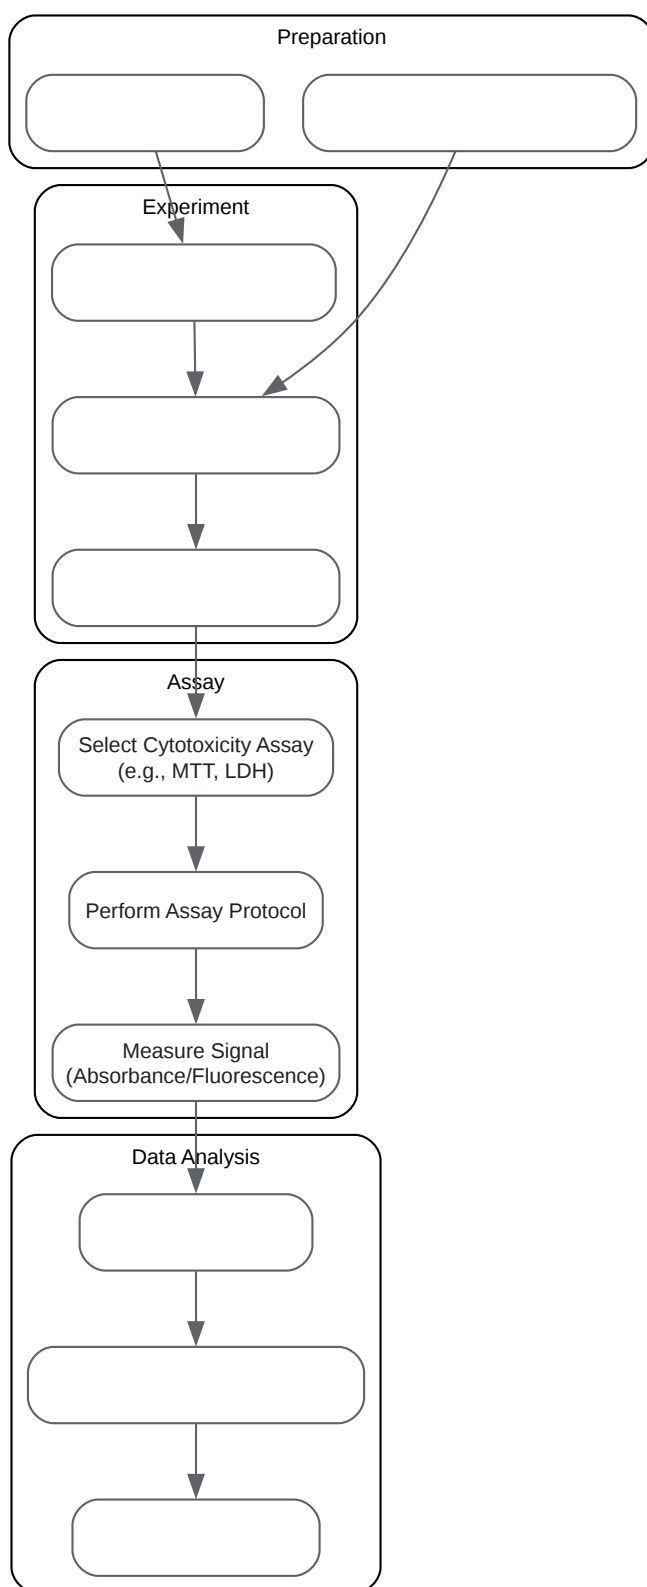 Preparation
Experiment
Assay
Select Cytotoxicity Assay
(e.g., MTT, LDH)
Perform Assay Protocol
Measure Signal
(Absorbance/Fluorescence)
Data Analysis